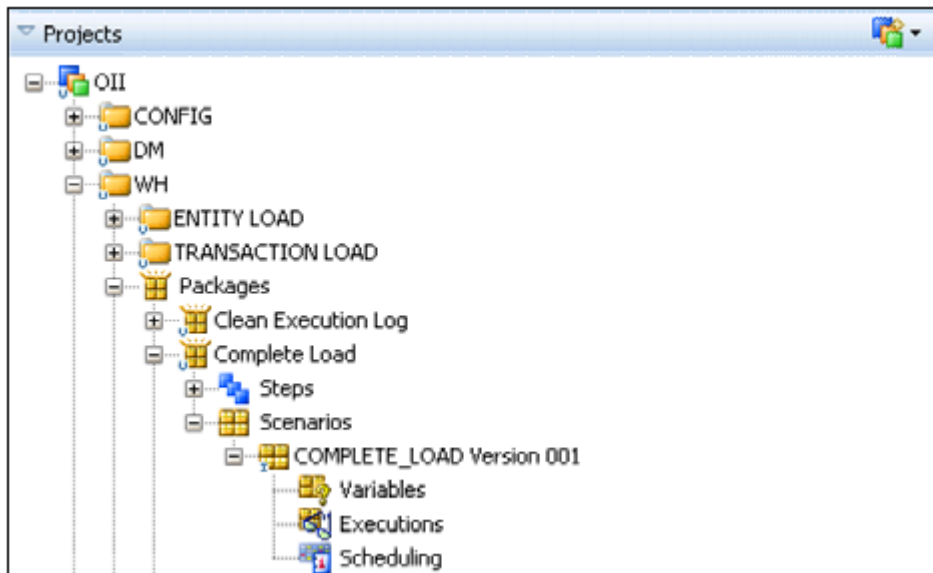 Projects
OII
CONFIG
DM
WH
ENTITY LOAD
TRANSACTION LOAD
Packages
Clean Execution Log
Complete Load
Steps
Scenarios
COMPLETE_LOAD Version 001
Variables
Executions
Scheduling